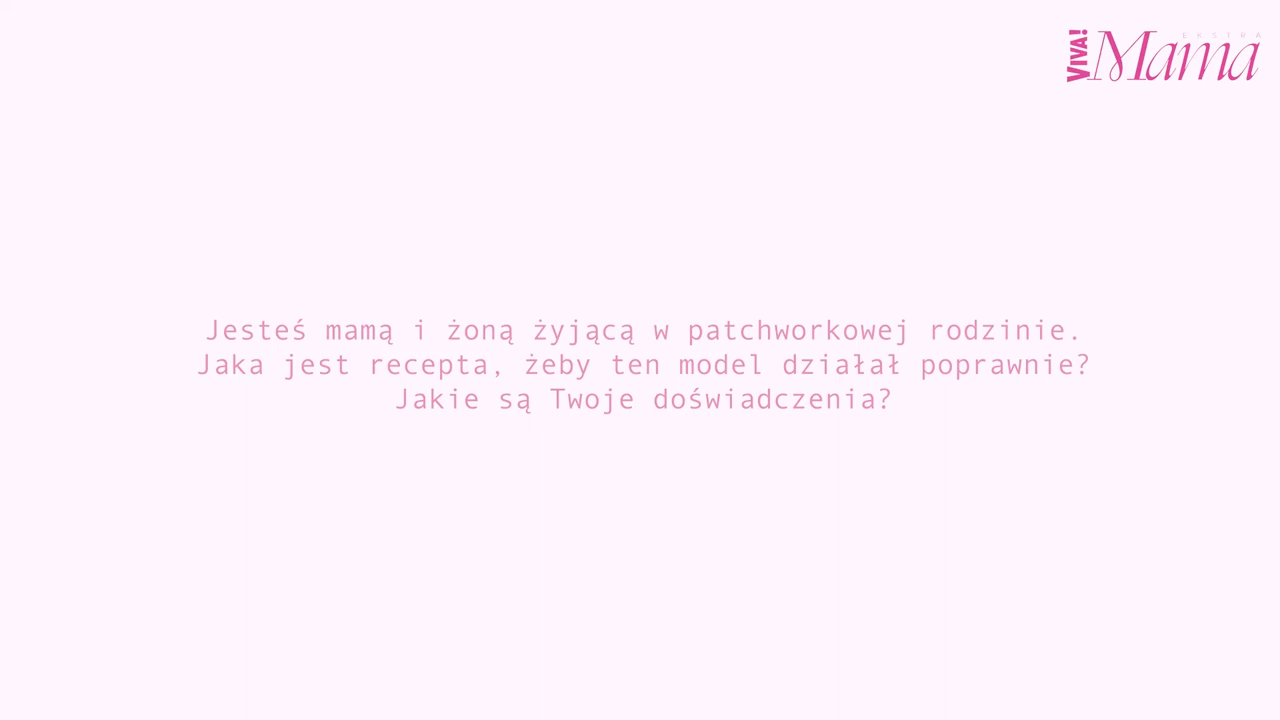 VIVA! Mama
EKSTRA
Jesteś mamą i żoną żyjącą w patchworkowej rodzinie.
Jaka jest recepta, żeby ten model działał poprawnie?
Jakie są Twoje doświadczenia?